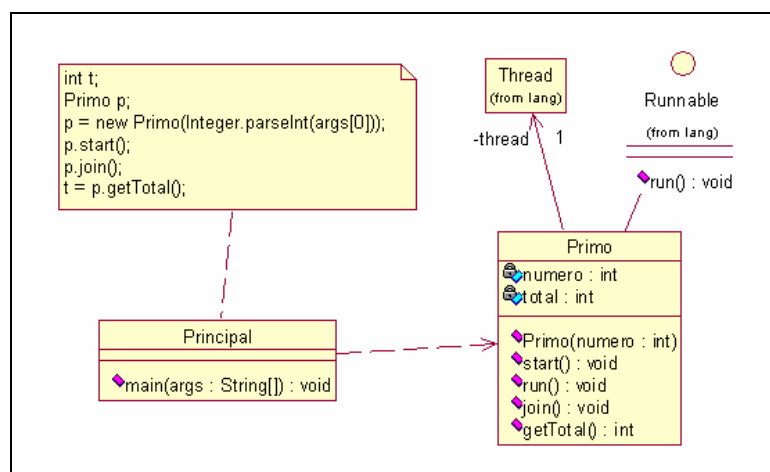 int t;
Primo p;
p = new Primo(Integer.parseInt(args[0]));
p.start();
p.join();
t = p.getTotal();
Thread
(from lang)
Runnable
(from lang)
-thread 1
run() : void
Primo
numero : int
total : int
Primo(numero : int)
start() : void
run() : void
join() : void
getTotal() : int
Principal
main(args : String[]) : void